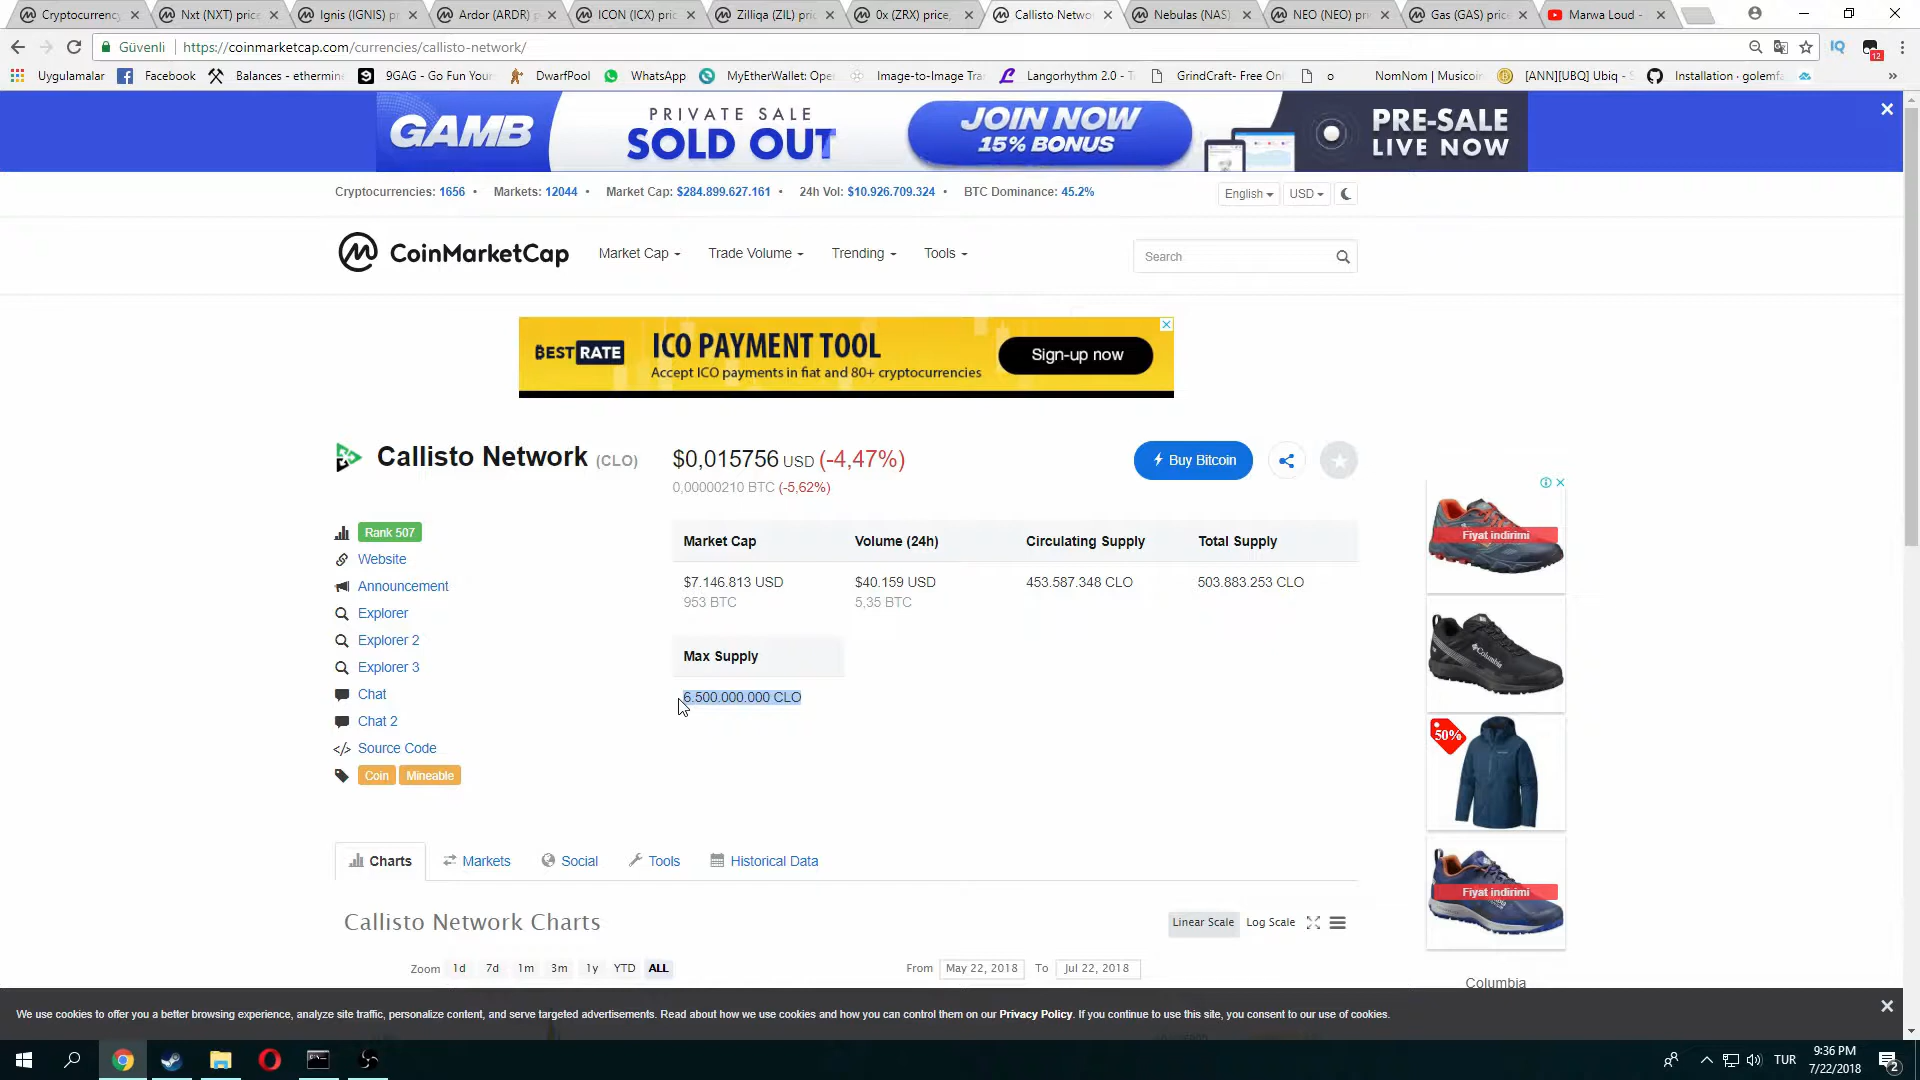 Cryptocurrency
Nxt (NXT) price
Ignis (IGNIS) p
Ardor (ARDR) p
ICON (ICX) pri
Zilliqa (ZIL) pri
0x (ZRX) price,
Callisto Netwo
Nebulas (NAS)
NEO (NEO) pri
Gas (GAS) price
Marwa Loud -
Güvenli
https://coinmarketcap.com/currencies/callisto-network/
12
Uygulamalar
Facebook
Balances - ethermine
9GAG - Go Fun Your
DwarfPool
WhatsApp
MyEtherWallet: Ope
Image-to-Image Tra
Langorhythm 2.0 - T
GrindCraft- Free Onl
o
NomNom | Musicoin
[ANN][UBQ] Ubiq - S
Installation · golemfa
GAMB
PRIVATE SALE
SOLD OUT
JOIN NOW
15% BONUS
PRE-SALE
LIVE NOW
Cryptocurrencies: 1656 • Markets: 12044 • Market Cap: $284.899.627.161 • 24h Vol: $10.926.709.324 • BTC Dominance: 45.2%
English
USD
CoinMarketCap
Market Cap
Trade Volume
Trending
Tools
Search
BESTRATE
ICO PAYMENT TOOL
Accept ICO payments in fiat and 80+ cryptocurrencies
Sign-up now
Callisto Network (CLO)
$0,015756 USD (-4,47%)
0,00000210 BTC (-5,62%)
Buy Bitcoin
Rank 507
Website
Announcement
Explorer
Explorer 2
Explorer 3
Chat
Chat 2
Source Code
Coin Mineable
Market Cap
Volume (24h)
Circulating Supply
Total Supply
$7.146.813 USD
953 BTC
$40.159 USD
5,35 BTC
453.587.348 CLO
503.883.253 CLO
Max Supply
6.500.000.000 CLO
Fiyat indirimi
Columbia
50%
Fiyat indirimi
Columbia
Charts
Markets
Social
Tools
Historical Data
Callisto Network Charts
Linear Scale
Log Scale
Zoom 1d 7d 1m 3m 1y YTD ALL
From May 22, 2018 To Jul 22, 2018
We use cookies to offer you a better browsing experience, analyze site traffic, personalize content, and serve targeted advertisements. Read about how we use cookies and how you can control them on our Privacy Policy. If you continue to use this site, you consent to our use of cookies.
TUR
9:36 PM
7/22/2018
2